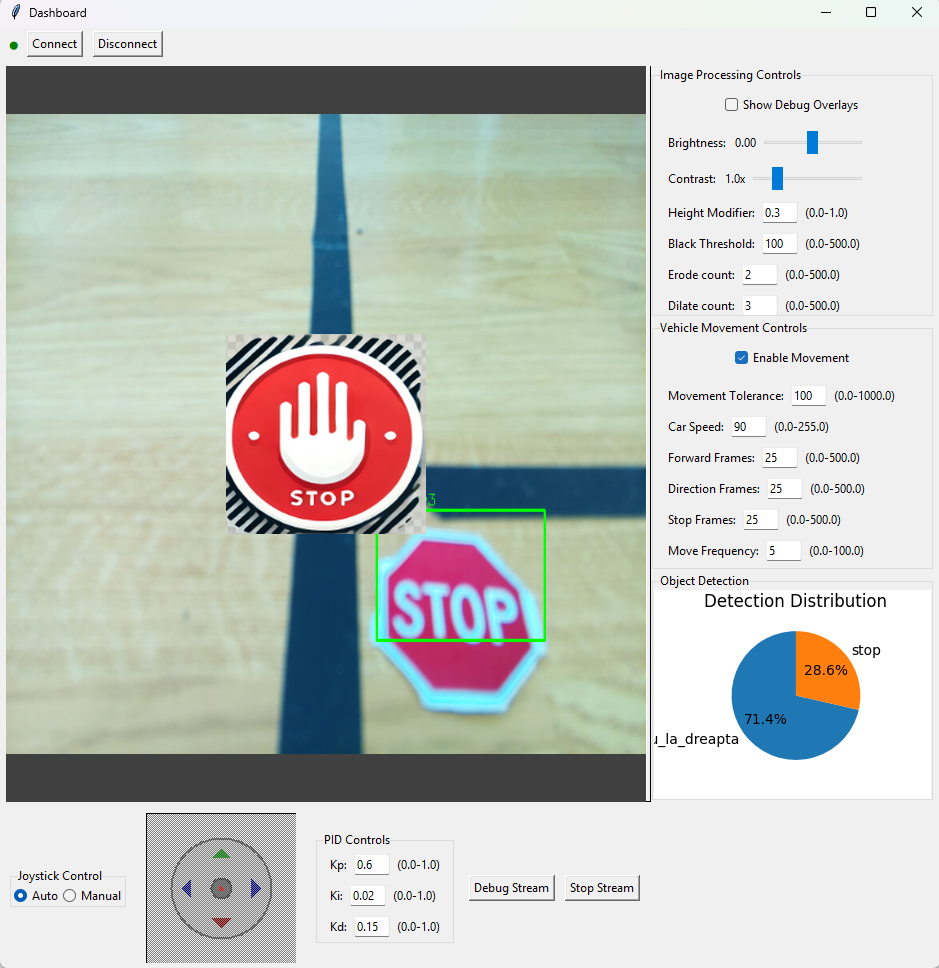 Dashboard
Connect Disconnect
Image Processing Controls
Show Debug Overlays
Brightness: 0.00
Contrast: 1.0x
Height Modifier: 0.3 (0.0-1.0)
Black Threshold: 100 (0.0-500.0)
Erode count: 2 (0.0-500.0)
Dilate count: 3 (0.0-500.0)
Vehicle Movement Controls
Enable Movement
Movement Tolerance: 100 (0.0-1000.0)
Car Speed: 90 (0.0-255.0)
Forward Frames: 25 (0.0-500.0)
Direction Frames: 25 (0.0-500.0)
Stop Frames: 25 (0.0-500.0)
Move Frequency: 5 (0.0-100.0)
STOP
3
STOP
Object Detection
Detection Distribution
stop
28.6%
71.4%
u_la_dreapta
Joystick Control
Auto Manual
PID Controls
Kp: 0.6 (0.0-1.0)
Ki: 0.02 (0.0-1.0)
Kd: 0.15 (0.0-1.0)
Debug Stream Stop Stream